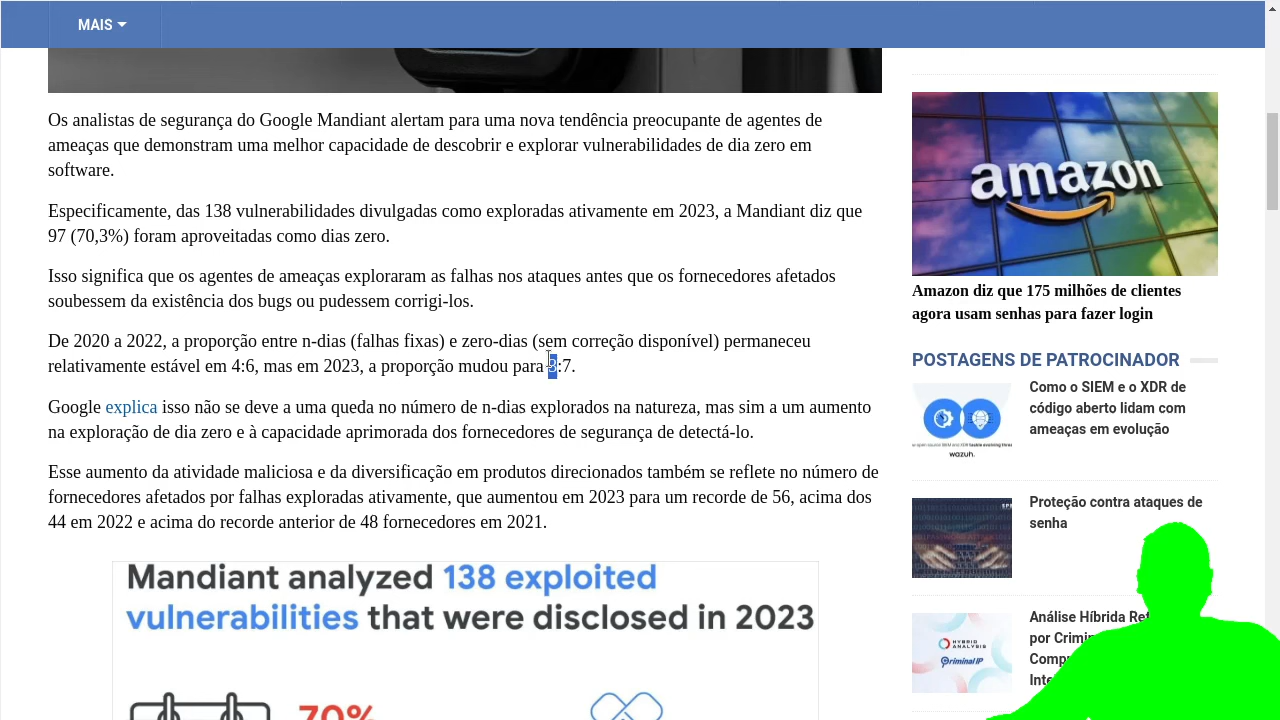 MAIS
Os analistas de segurança do Google Mandiant alertam para uma nova tendência preocupante de agentes de
ameaças que demonstram uma melhor capacidade de descobrir e explorar vulnerabilidades de dia zero em
software.
Especificamente, das 138 vulnerabilidades divulgadas como exploradas ativamente em 2023, a Mandiant diz que
97 (70,3%) foram aproveitadas como dias zero.
Isso significa que os agentes de ameaças exploraram as falhas nos ataques antes que os fornecedores afetados
soubessem da existência dos bugs ou pudessem corrigi-los.
De 2020 a 2022, a proporção entre n-dias (falhas fixas) e zero-dias (sem correção disponível) permaneceu
relativamente estável em 4:6, mas em 2023, a proporção mudou para 3:7.
Google explica isso não se deve a uma queda no número de n-dias explorados na natureza, mas sim a um aumento
na exploração de dia zero e a capacidade aprimorada dos fornecedores de segurança de detectá-lo.
Esse aumento da atividade maliciosa e da diversificação em produtos direcionados também se reflete no número de
fornecedores afetados por falhas exploradas ativamente, que aumentou em 2023 para um recorde de 56, acima dos
44 em 2022 e acima do recorde anterior de 48 fornecedores em 2021.
Mandiant analyzed 138 exploited
vulnerabilities that were disclosed in 2023
70%
amazon
Amazon diz que 175 milhões de clientes
agora usam senhas para fazer login
POSTAGENS DE PATROCINADOR
Como o SIEM e o XDR de
código aberto lidam com
ameaças em evolução
wazuh.
Proteção contra ataques de
senha
Análise Híbrida
por
HYBRID
ANALYSIS
Criminal IP